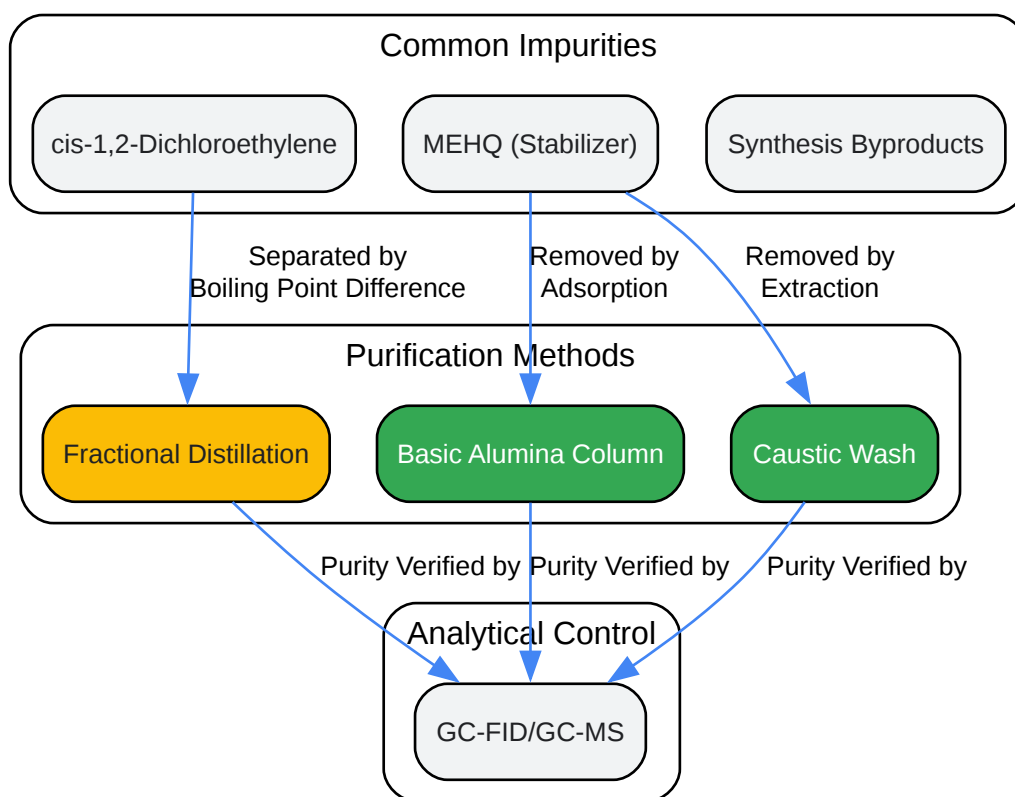 Common Impurities
cis-1,2-Dichloroethylene
MEHQ (Stabilizer)
Synthesis Byproducts
Separated by
Boiling Point Difference
Removed by
Adsorption
Removed by
Extraction
Purification Methods
Fractional Distillation
Basic Alumina Column
Caustic Wash
Purity Verified by
Purity Verified by
Purity Verified by
Analytical Control
GC-FID/GC-MS